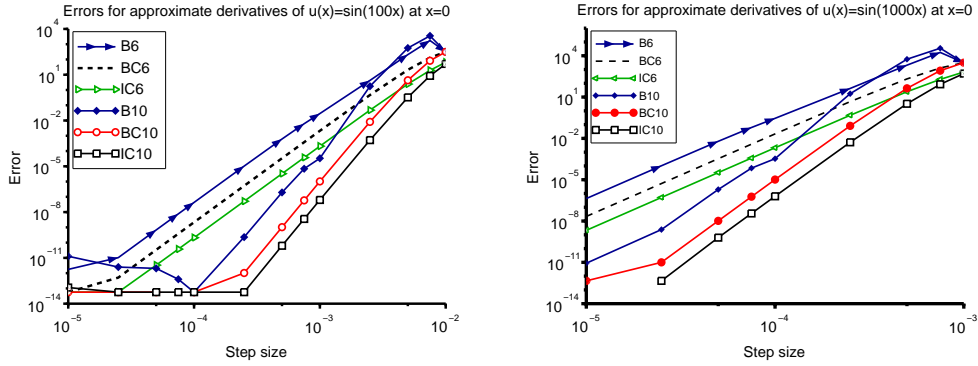 Errors for approximate derivatives of u(x)=sin(100x) at x=0
10^4
10^1
10^-2
10^-5
10^-8
10^-11
10^-14
Error
B6
BC6
IC6
B10
BC10
IC10
10^-5
10^-4
10^-3
10^-2
Step size
Errors for approximate derivatives of u(x)=sin(1000x) at x=0
10^4
10^1
10^-2
10^-5
10^-8
10^-11
10^-14
Error
B6
BC6
IC6
B10
BC10
IC10
10^-5
10^-4
10^-3
Step size